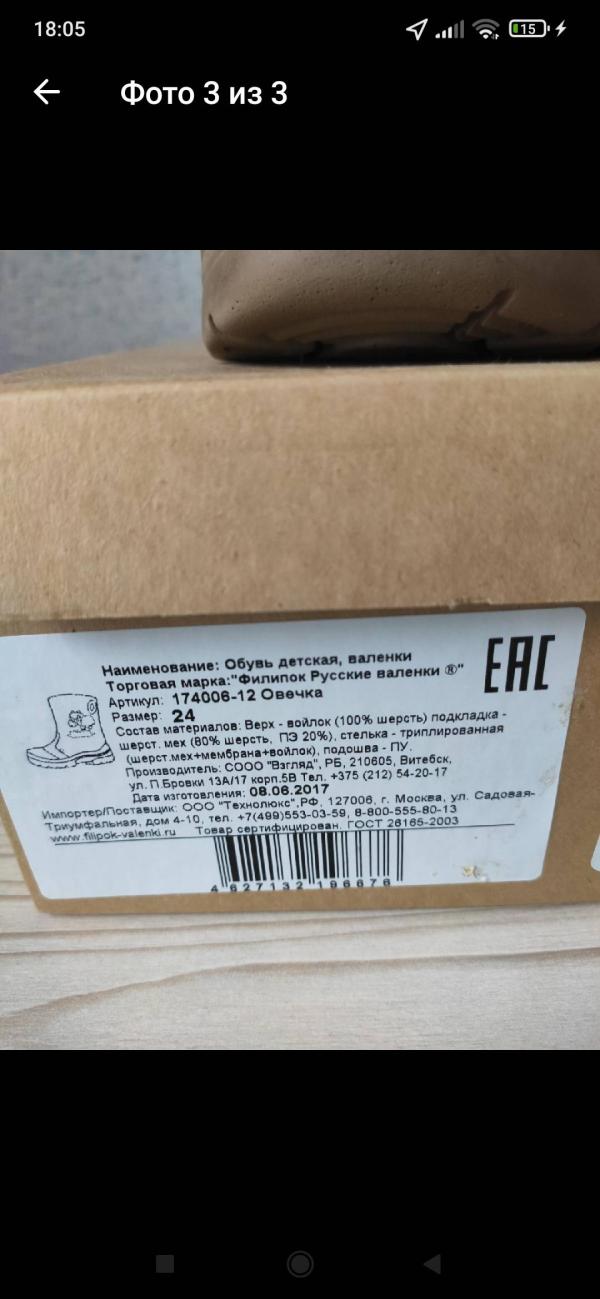 18:05
15
Фото 3 из 3
EAC
Наименование: Обувь детская, валенки
Торговая марка:"Филипок Русские валенки ®"
Артикул: 174006-12 Овечка
Размер: 24
Состав материалов: Верх - войлок (100% шерсть) подкладка -
шерст. мех (80% шерсть, ПЭ 20%), стелька - триплированная
(шерст.мех+мембрана+войлок), подошва - ПУ.
Производитель: СООО "Взгляд", РБ, 210605, Витебск,
ул. П.Бровки 13А/17 корп.5В Тел. +375 (212) 54-20-17
Дата изготовления: 08.06.2017
Импортер/Поставщик: ООО "Технолюкс",РФ, 127006, г. Москва, ул. Садовая-
Триумфальная, дом 4-10, тел. +7(499)553-03-59, 8-800-555-80-13
www.filipok-valenki.ru Товар сертифицирован. ГОСТ 26165-2003
4 627132 196676